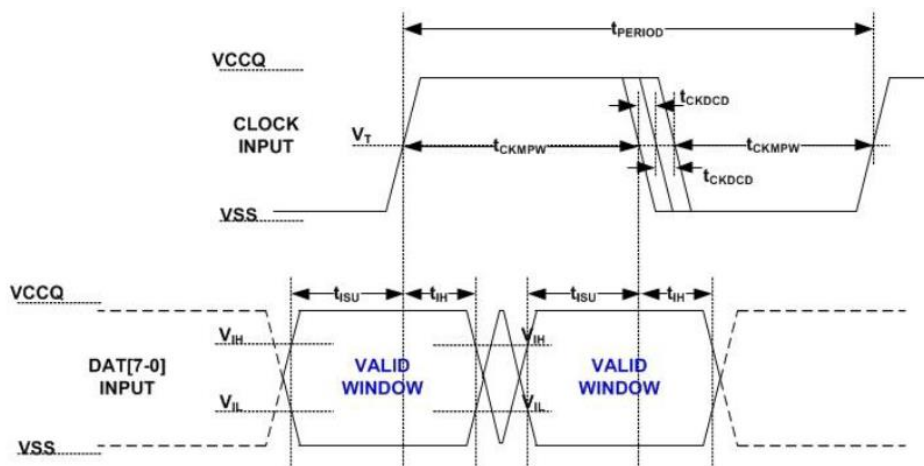 tPERIOD
VCCQ
tCKDCD
CLOCK
INPUT
VT
tCKMPW
tCKMPW
tCKDCD
VSS
VCCQ
tISU
tIH
tISU
tIH
VIH
VIH
DAT[7-0]
INPUT
VALID
WINDOW
VALID
WINDOW
VIL
VIL
VSS